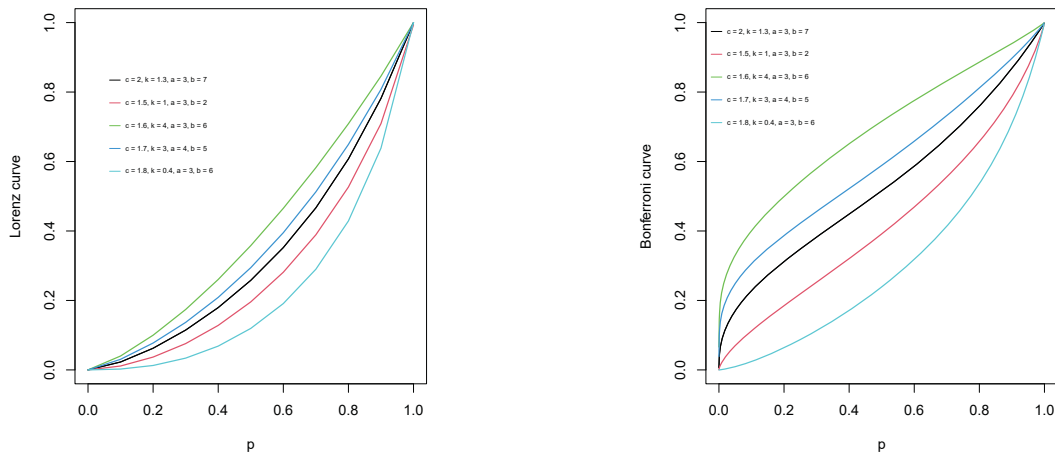 Lorenz curve
1.0
0.8
0.6
0.4
0.2
0.0
c = 2, k = 1.3, a = 3, b = 7
c = 1.5, k = 1, a = 3, b = 2
c = 1.6, k = 4, a = 3, b = 6
c = 1.7, k = 3, a = 4, b = 5
c = 1.8, k = 0.4, a = 3, b = 6
0.0 0.2 0.4 0.6 0.8 1.0
p
Bonferroni curve
1.0
0.8
0.6
0.4
0.2
0.0
c = 2, k = 1.3, a = 3, b = 7
c = 1.5, k = 1, a = 3, b = 2
c = 1.6, k = 4, a = 3, b = 6
c = 1.7, k = 3, a = 4, b = 5
c = 1.8, k = 0.4, a = 3, b = 6
0.0 0.2 0.4 0.6 0.8 1.0
p